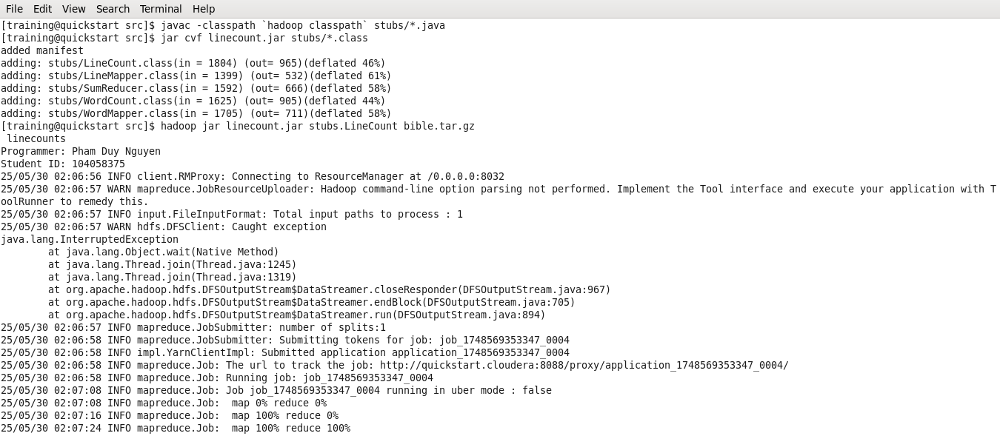 File Edit View Search Terminal Help
[training@quickstart src]$ javac -classpath `hadoop classpath` stubs/*.java
[training@quickstart src]$ jar cvf linecount.jar stubs/*.class
added manifest
adding: stubs/LineCount.class(in = 1804) (out= 965)(deflated 46%)
adding: stubs/LineMapper.class(in = 1399) (out= 532)(deflated 61%)
adding: stubs/SumReducer.class(in = 1592) (out= 666)(deflated 58%)
adding: stubs/WordCount.class(in = 1625) (out= 905)(deflated 44%)
adding: stubs/WordMapper.class(in = 1705) (out= 711)(deflated 58%)
[training@quickstart src]$ hadoop jar linecount.jar stubs.LineCount bible.tar.gz
 linecounts
Programmer: Pham Duy Nguyen
Student ID: 104058375
25/05/30 02:06:56 INFO client.RMProxy: Connecting to ResourceManager at /0.0.0.0:8032
25/05/30 02:06:57 WARN mapreduce.JobResourceUploader: Hadoop command-line option parsing not performed. Implement the Tool interface and execute your application with T
oolRunner to remedy this.
25/05/30 02:06:57 INFO input.FileInputFormat: Total input paths to process : 1
25/05/30 02:06:57 WARN hdfs.DFSClient: Caught exception
java.lang.InterruptedException
        at java.lang.Object.wait(Native Method)
        at java.lang.Thread.join(Thread.java:1245)
        at java.lang.Thread.join(Thread.java:1319)
        at org.apache.hadoop.hdfs.DFSOutputStream$DataStreamer.closeResponder(DFSOutputStream.java:967)
        at org.apache.hadoop.hdfs.DFSOutputStream$DataStreamer.endBlock(DFSOutputStream.java:705)
        at org.apache.hadoop.hdfs.DFSOutputStream$DataStreamer.run(DFSOutputStream.java:894)
25/05/30 02:06:57 INFO mapreduce.JobSubmitter: number of splits:1
25/05/30 02:06:58 INFO mapreduce.JobSubmitter: Submitting tokens for job: job_1748569353347_0004
25/05/30 02:06:58 INFO impl.YarnClientImpl: Submitted application application_1748569353347_0004
25/05/30 02:06:58 INFO mapreduce.Job: The url to track the job: http://quickstart.cloudera:8088/proxy/application_1748569353347_0004/
25/05/30 02:06:58 INFO mapreduce.Job: Running job: job_1748569353347_0004
25/05/30 02:07:08 INFO mapreduce.Job: Job job_1748569353347_0004 running in uber mode : false
25/05/30 02:07:08 INFO mapreduce.Job:  map 0% reduce 0%
25/05/30 02:07:16 INFO mapreduce.Job:  map 100% reduce 0%
25/05/30 02:07:24 INFO mapreduce.Job:  map 100% reduce 100%